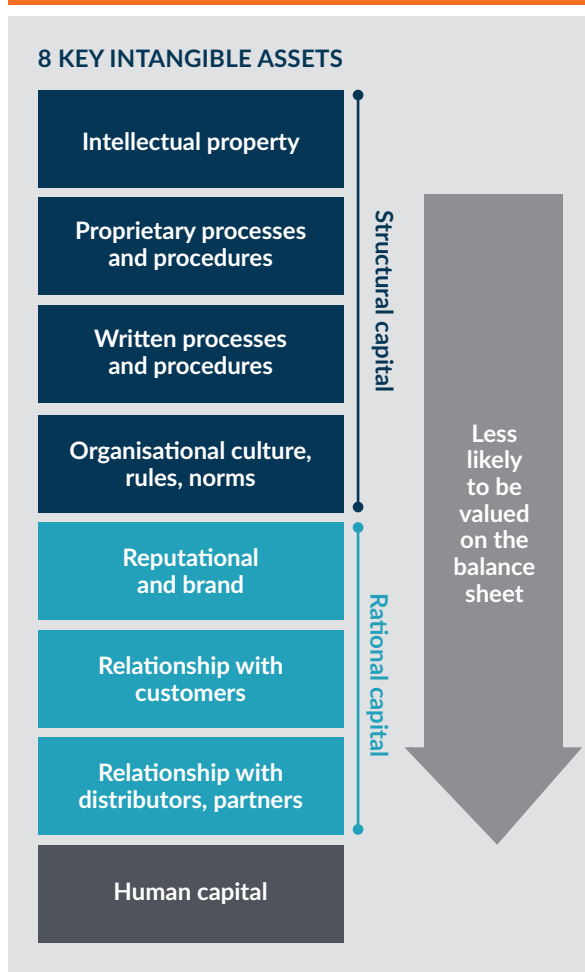 8 KEY INTANGIBLE ASSETS
Intellectual property
Proprietary processes
and procedures
Written processes
and procedures
Organisational culture,
rules, norms
Structural capital
Reputational
and brand
Relationship with
customers
Relationship with
distributors, partners
Rational capital
Human capital
Less
likely
to be
valued
on the
balance
sheet